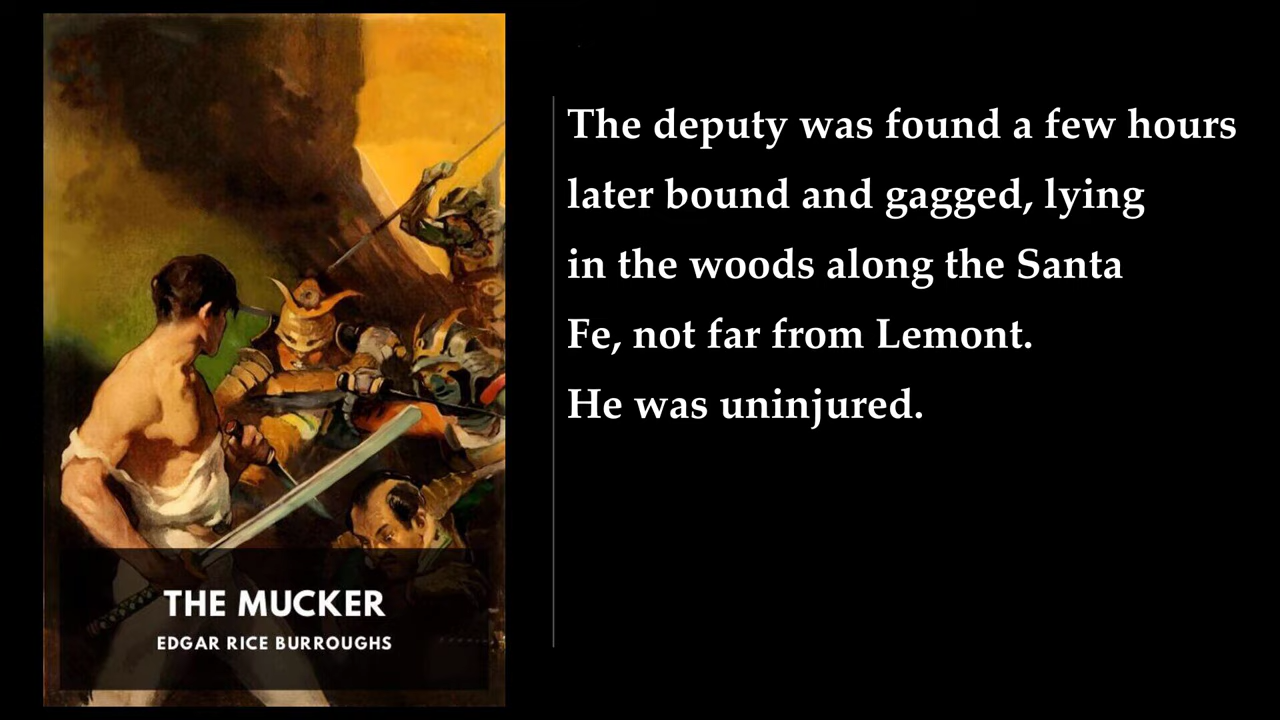 THE MUCKER
EDGAR RICE BURROUGHS
The deputy was found a few hours
later bound and gagged, lying
in the woods along the Santa
Fe, not far from Lemont.
He was uninjured.